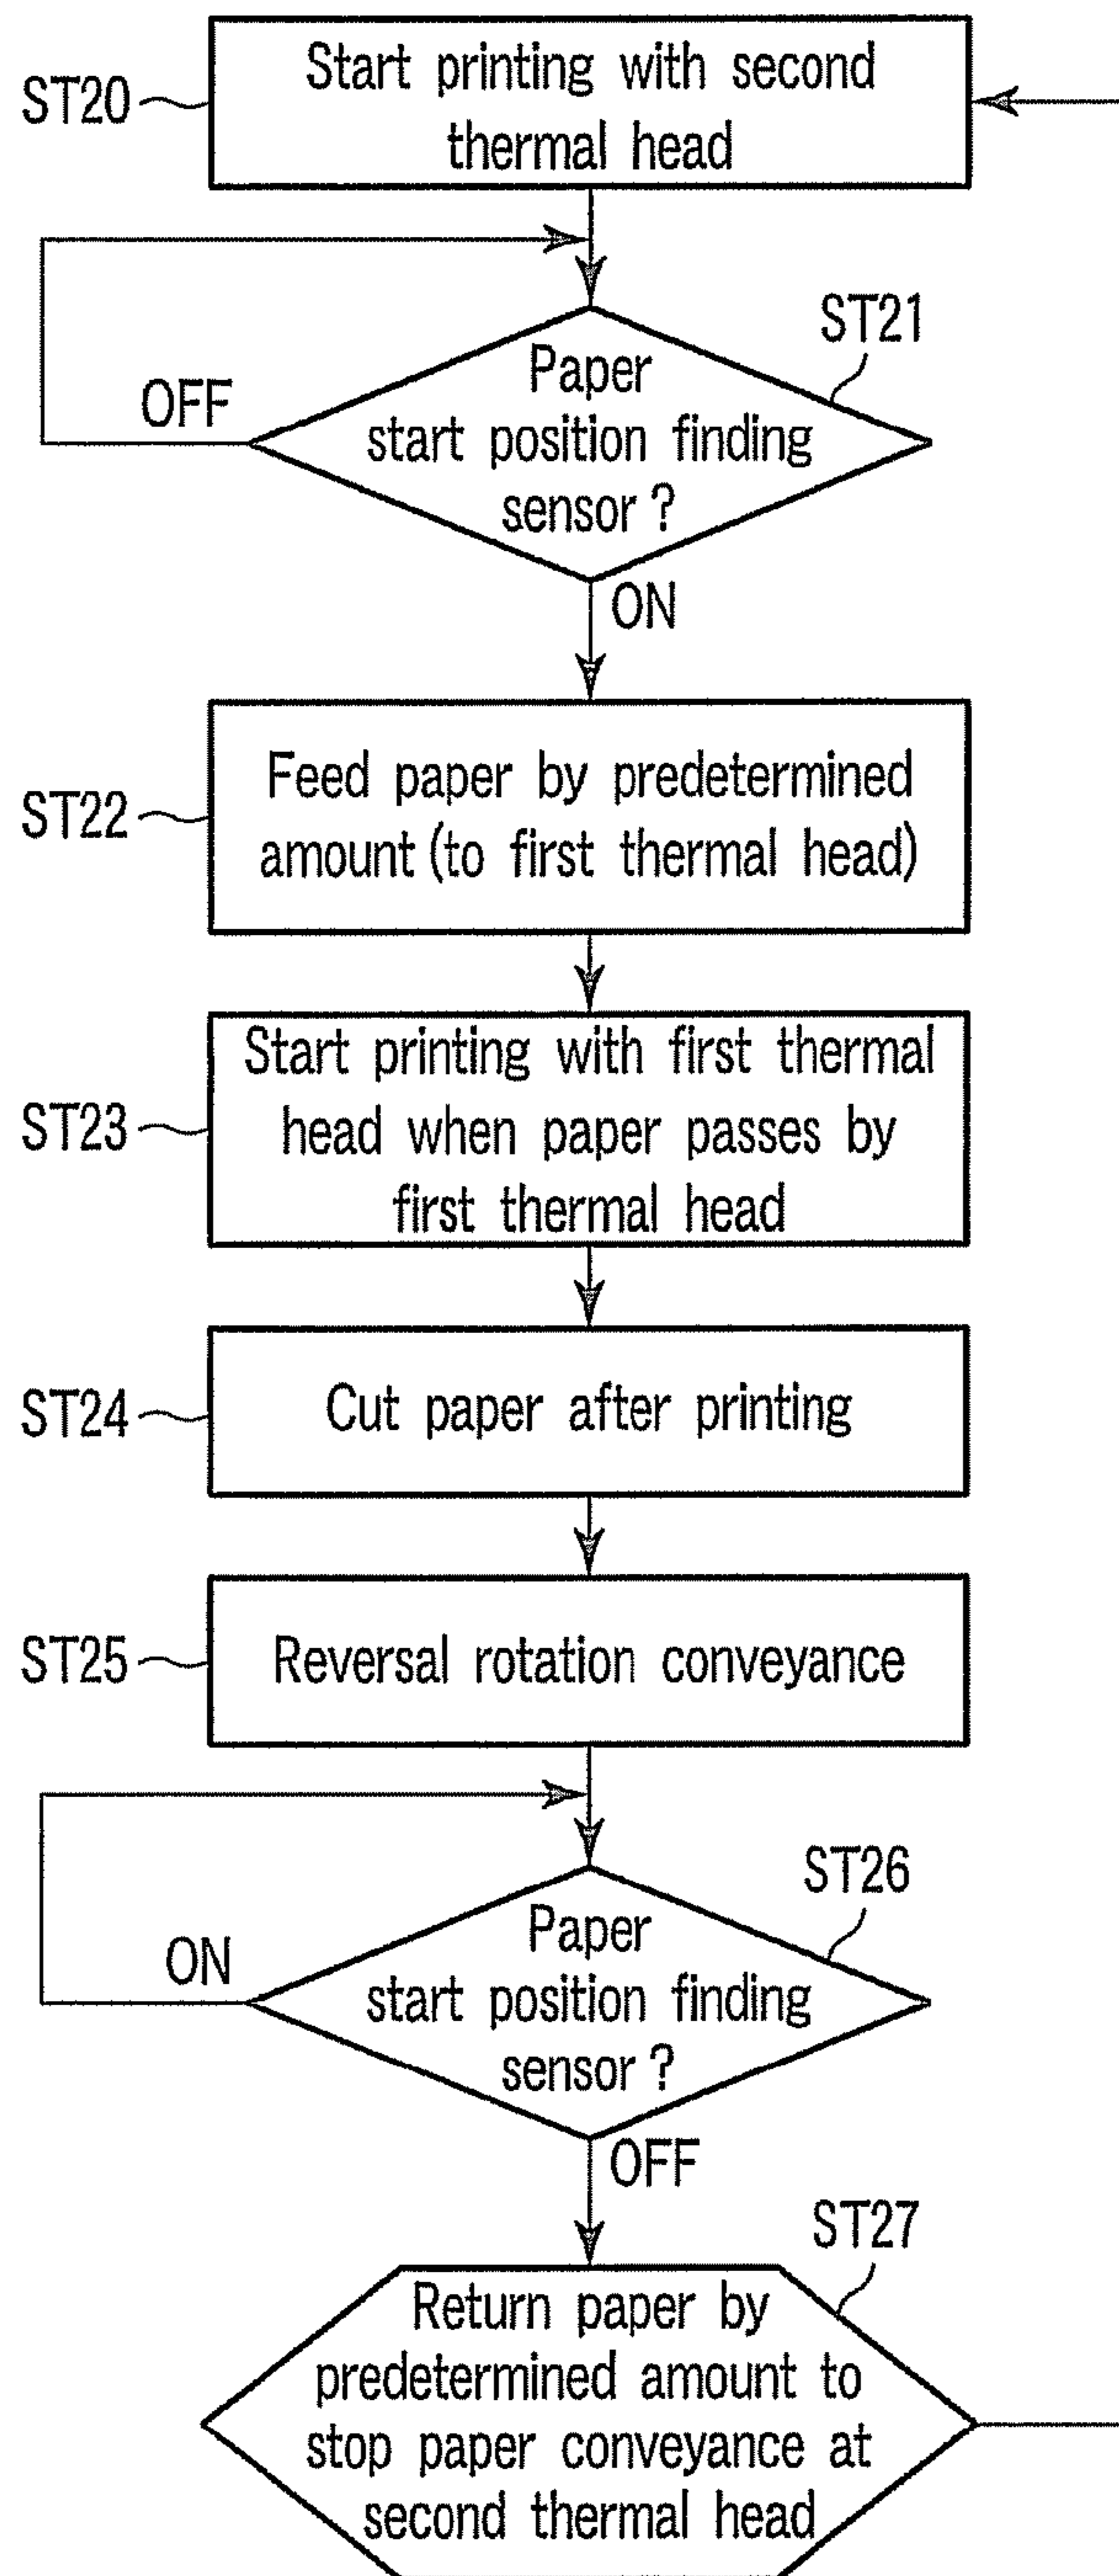 ST20
Start printing with second
thermal head
ST21
Paper
start position finding
sensor ?
OFF
ON
ST22
Feed paper by predetermined
amount (to first thermal head)
ST23
Start printing with first thermal
head when paper passes by
first thermal head
ST24
Cut paper after printing
ST25
Reversal rotation conveyance
ST26
Paper
start position finding
sensor ?
ON
OFF
ST27
Return paper by
predetermined amount to
stop paper conveyance at
second thermal head